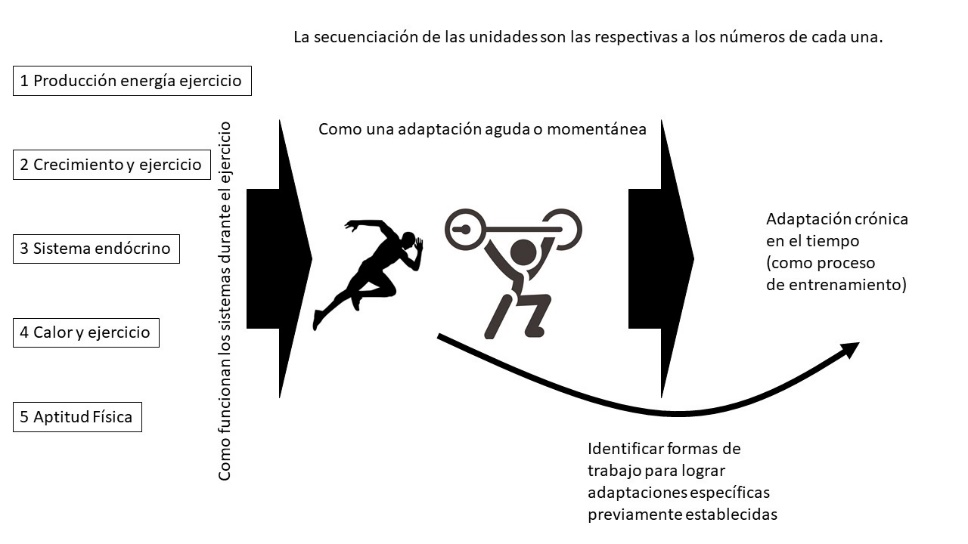 La secuenciación de las unidades son las respectivas a los números de cada una.
1 Producción energía ejercicio
2 Crecimiento y ejercicio
3 Sistema endócrino
4 Calor y ejercicio
5 Aptitud Física
Como funcionan los sistemas durante el ejercicio
Como una adaptación aguda o momentánea
Adaptación crónica
en el tiempo
(como proceso
de entrenamiento)
Identificar formas de
trabajo para lograr
adaptaciones específicas
previamente establecidas